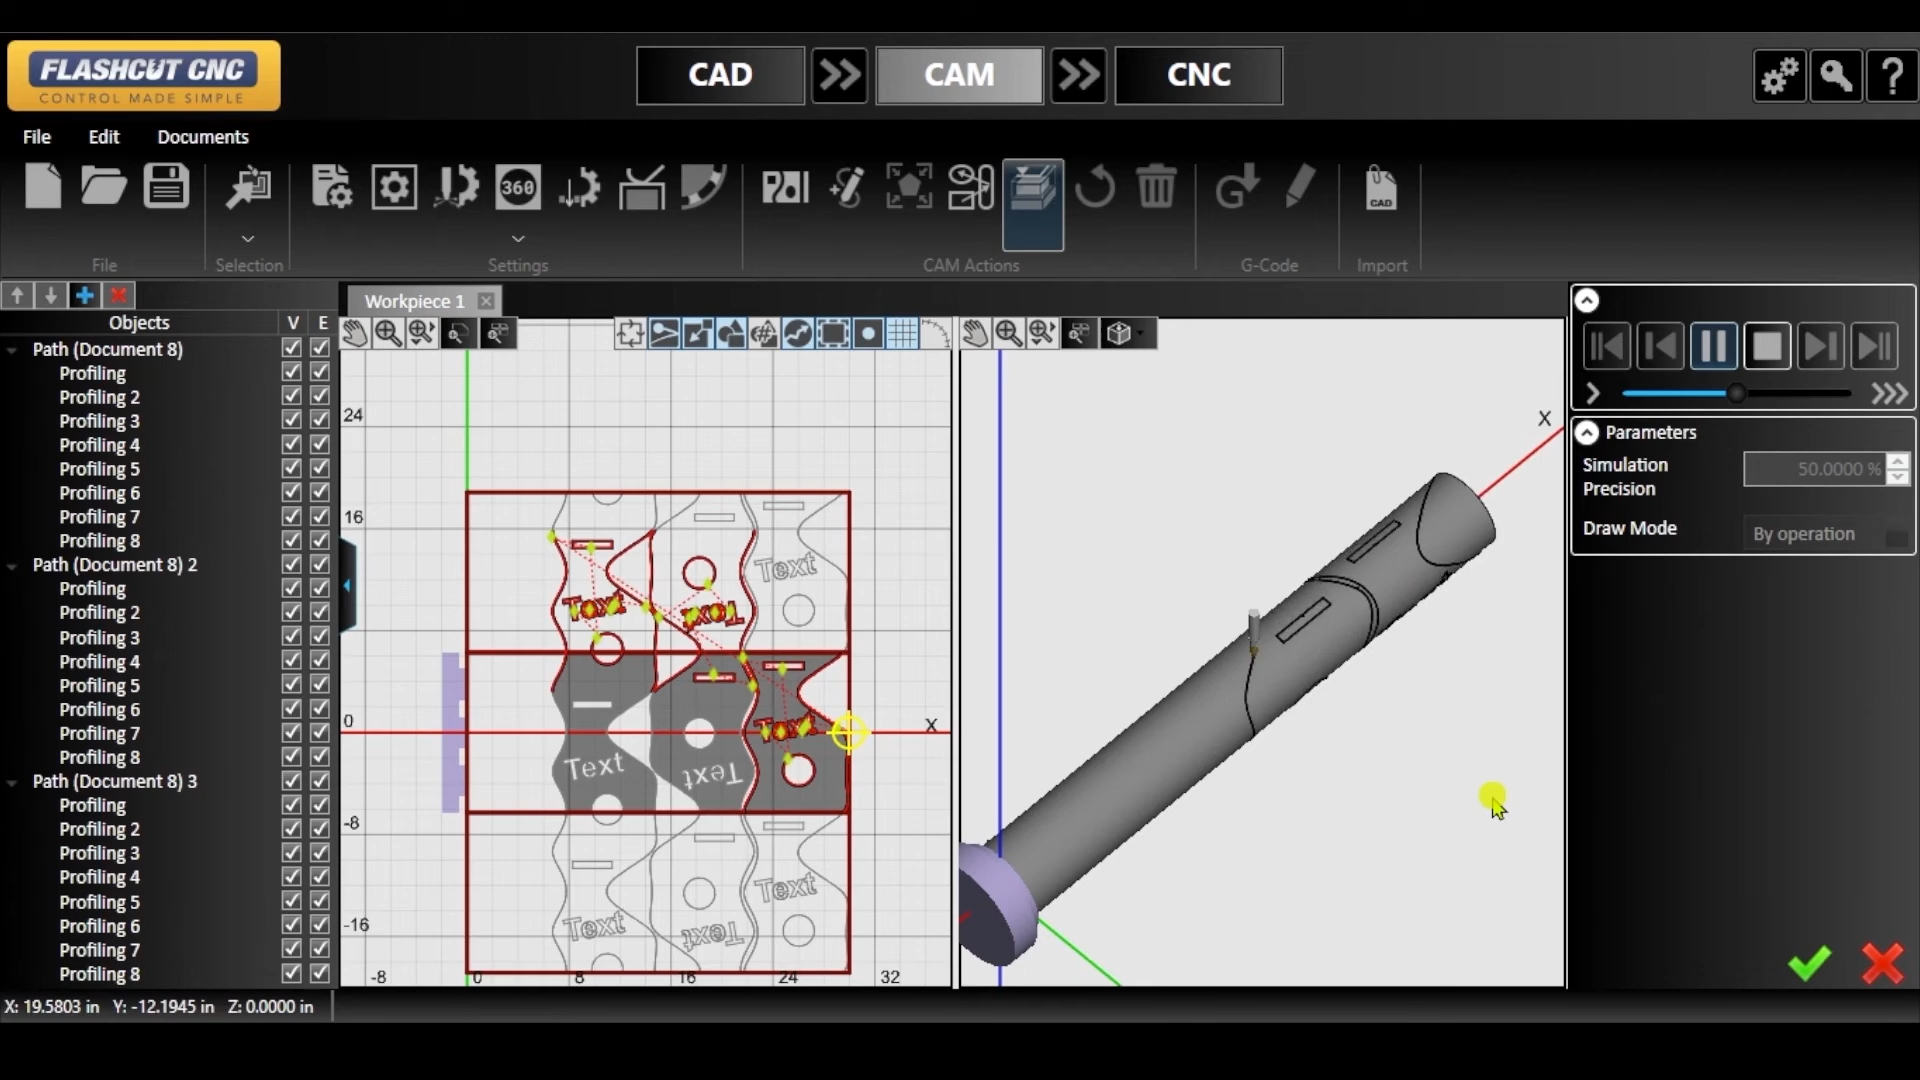 FLASHCUT CNC
CONTROL MADE SIMPLE
CAD
CAM
CNC
?
File Edit Documents
360
CAD
File
Selection
Settings
CAM Actions
G-Code
Import
Workpiece 1
Objects V E
Path (Document 8)
Profiling
Profiling 2
Profiling 3
Profiling 4
Profiling 5
Profiling 6
Profiling 7
Profiling 8
Path (Document 8) 2
Profiling
Profiling 2
Profiling 3
Profiling 4
Profiling 5
Profiling 6
Profiling 7
Profiling 8
Path (Document 8) 3
Profiling
Profiling 2
Profiling 3
Profiling 4
Profiling 5
Profiling 6
Profiling 7
Profiling 8
24
16
0
-8
-16
-8 0 8 16 24 32
X
Text
Text
Text
Text
Text
Text
Text
Text
Text
X
Parameters
Simulation
Precision
50.0000 %
Draw Mode
By operation
X: 19.5803 in Y: -12.1945 in Z: 0.0000 in